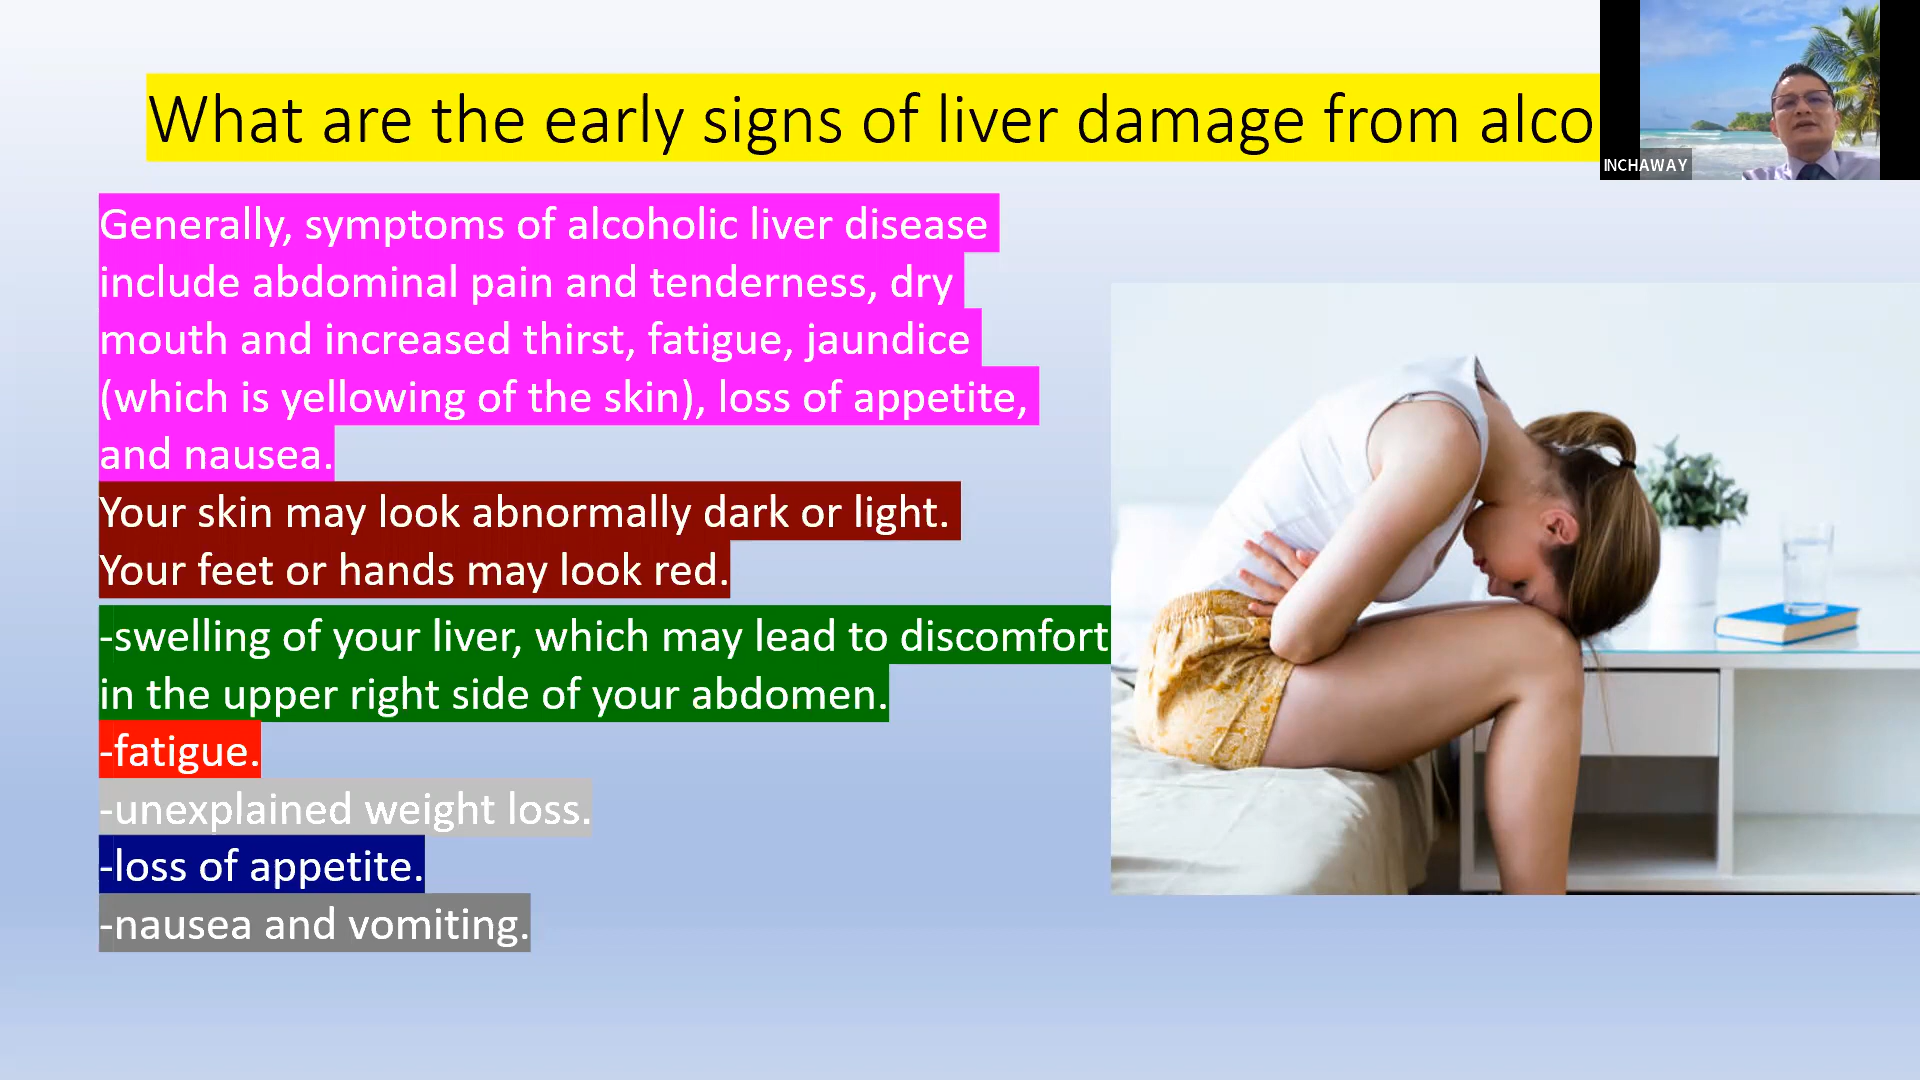 What are the early signs of liver damage from alco
INCHAWAY
Generally, symptoms of alcoholic liver disease
include abdominal pain and tenderness, dry
mouth and increased thirst, fatigue, jaundice
(which is yellowing of the skin), loss of appetite,
and nausea.
Your skin may look abnormally dark or light.
Your feet or hands may look red.
-swelling of your liver, which may lead to discomfort
in the upper right side of your abdomen.
-fatigue.
-unexplained weight loss.
-loss of appetite.
-nausea and vomiting.